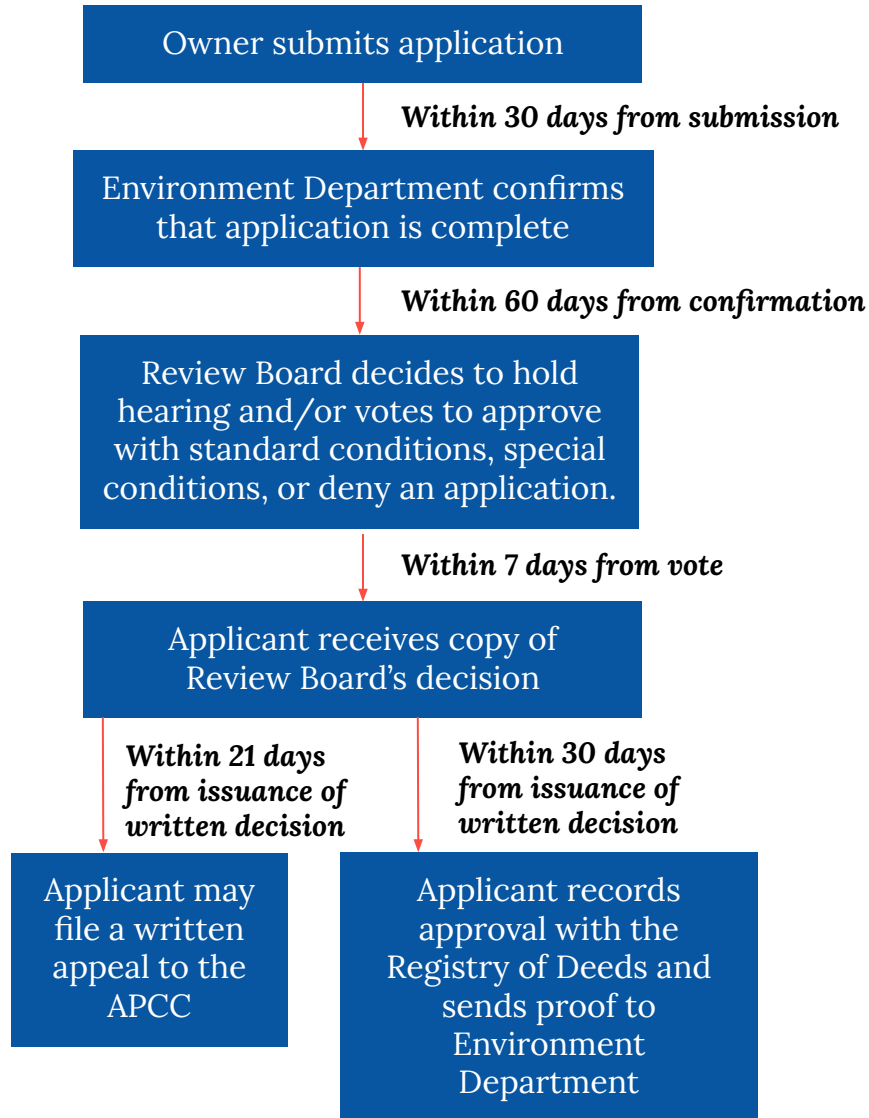 Owner submits application
Within 30 days from submission
Environment Department confirms
that application is complete
Within 60 days from confirmation
Review Board decides to hold
hearing and/or votes to approve
with standard conditions, special
conditions, or deny an application.
Within 7 days from vote
Applicant receives copy of
Review Board's decision
Within 21 days
from issuance of
written decision
Within 30 days
from issuance of
written decision
Applicant may
file a written
appeal to the
APCC
Applicant records
approval with the
Registry of Deeds and
sends proof to
Environment
Department